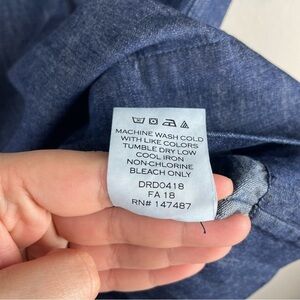 MACHINE WASH COLD
WITH LIKE COLORS
TUMBLE DRY LOW
COOL IRON
NON-CHLORINE
BLEACH ONLY
DRD0418
FA 18
RN# 147487